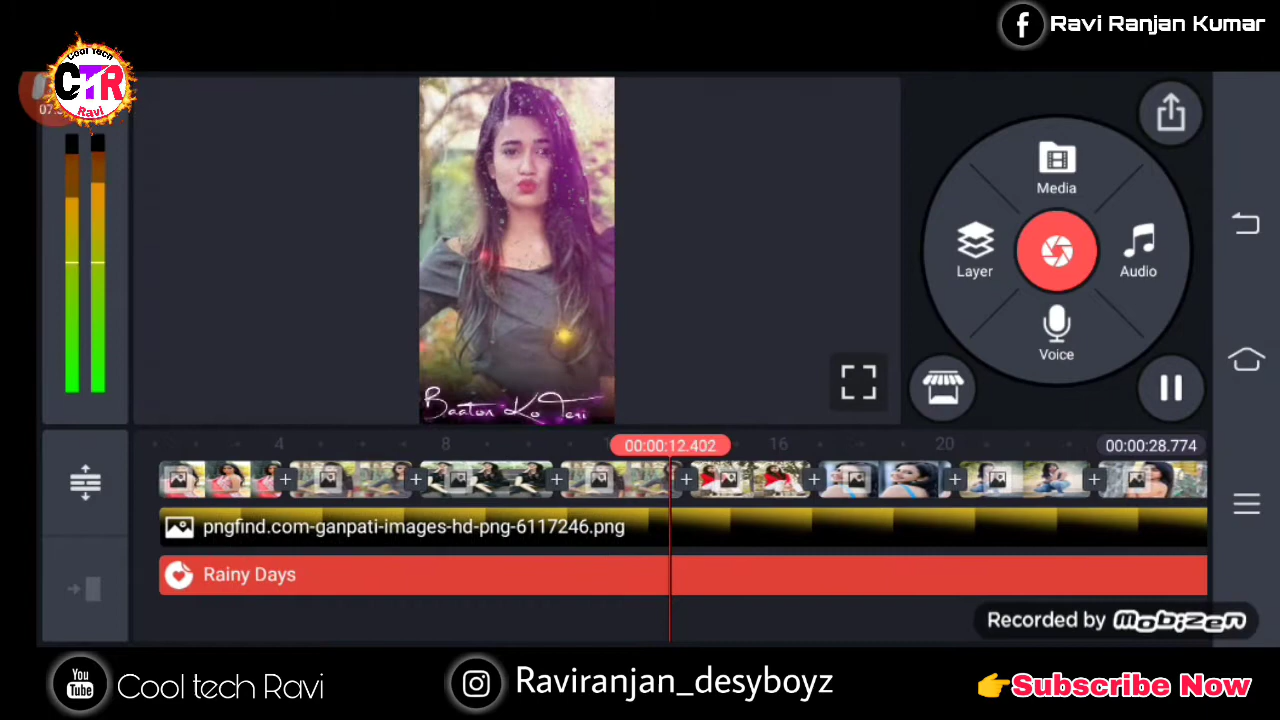 Ravi Ranjan Kumar
Cool Tech
CTR
Ravi
Media
Layer
Audio
Voice
Baaton Ko Teri
4
8
00:00:12.402
16
20
00:00:28.774
pngfind.com-ganpati-images-hd-png-6117246.png
Rainy Days
Recorded by Mobizen
You
Tube
Cool tech Ravi
Raviranjan_desyboyz
👉Subscribe Now